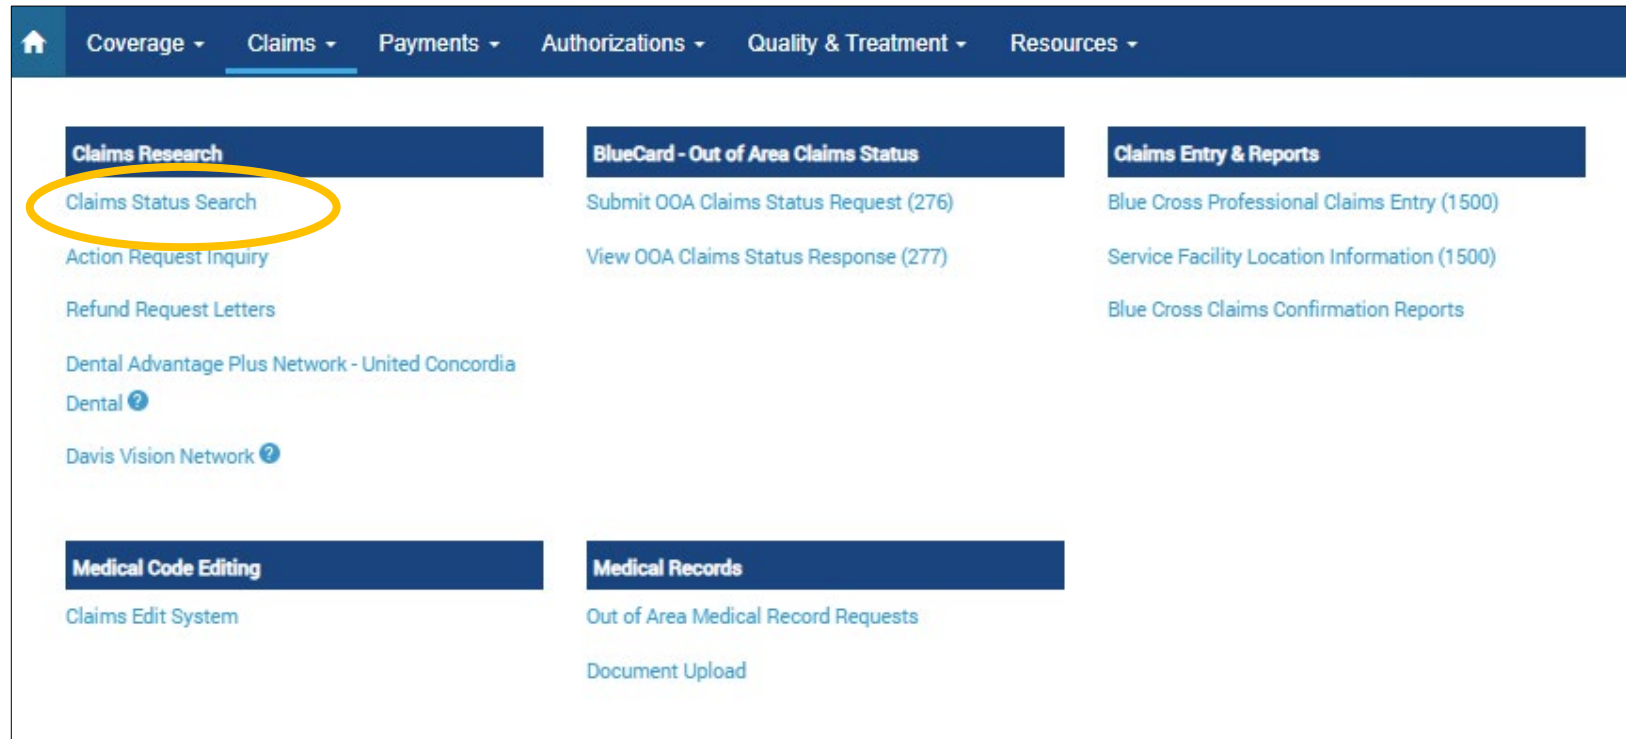 Coverage Claims Payments Authorizations Quality & Treatment Resources
Claims Research
Claims Status Search
Action Request Inquiry
Refund Request Letters
Dental Advantage Plus Network - United Concordia
Dental ?
Davis Vision Network ?
BlueCard - Out of Area Claims Status
Submit OOA Claims Status Request (276)
View OOA Claims Status Response (277)
Claims Entry & Reports
Blue Cross Professional Claims Entry (1500)
Service Facility Location Information (1500)
Blue Cross Claims Confirmation Reports
Medical Code Editing
Claims Edit System
Medical Records
Out of Area Medical Record Requests
Document Upload